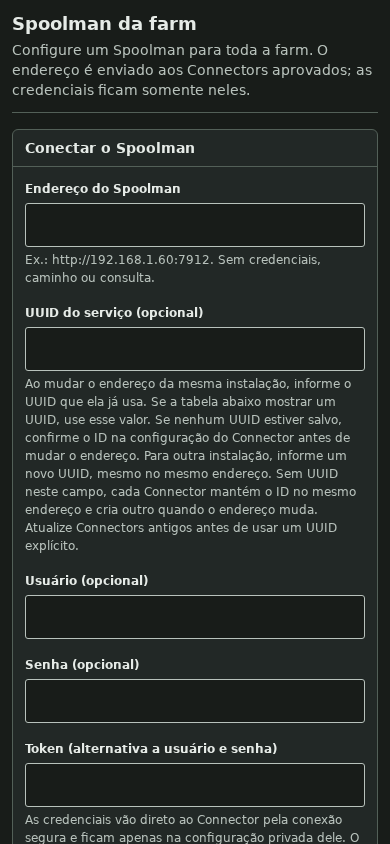 Spoolman da farm
Configure um Spoolman para toda a farm. O
endereço é enviado aos Connectors aprovados; as
credenciais ficam somente neles.
Conectar o Spoolman
Endereço do Spoolman
Ex.: http://192.168.1.60:7912. Sem credenciais,
caminho ou consulta.
UUID do serviço (opcional)
Ao mudar o endereço da mesma instalação, informe o
UUID que ela já usa. Se a tabela abaixo mostrar um
UUID, use esse valor. Se nenhum UUID estiver salvo,
confirme o ID na configuração do Connector antes de
mudar o endereço. Para outra instalação, informe um
novo UUID, mesmo no mesmo endereço. Sem UUID
neste campo, cada Connector mantém o ID no mesmo
endereço e cria outro quando o endereço muda.
Atualize Connectors antigos antes de usar um UUID
explícito.
Usuário (opcional)
Senha (opcional)
Token (alternativa a usuário e senha)
As credenciais vão direto ao Connector pela conexão
segura e ficam apenas na configuração privada dele. O